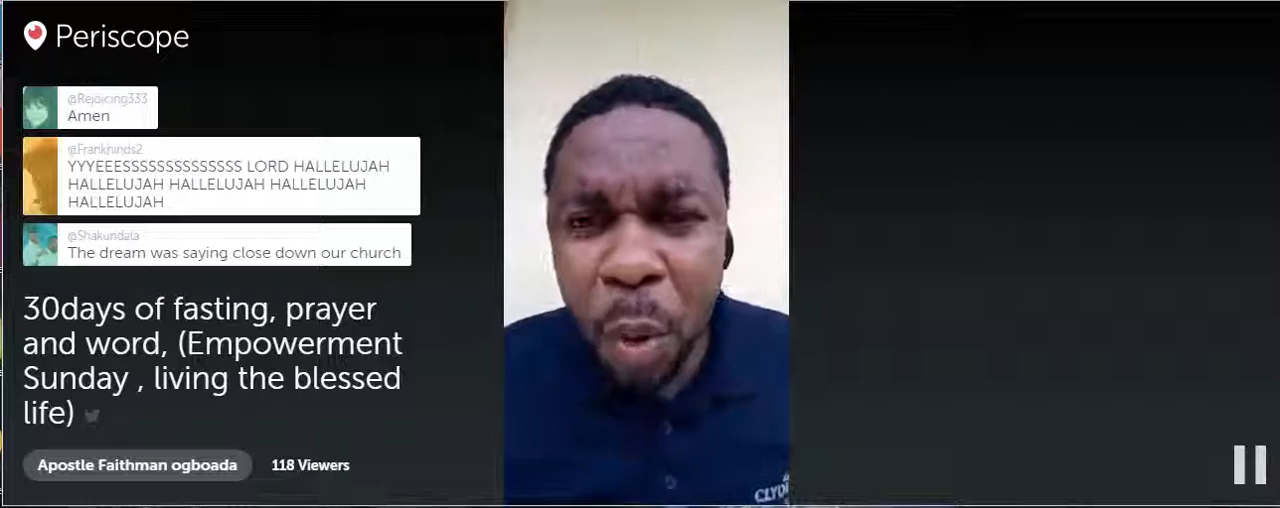 Periscope
@Rejoicing333
Amen
@Frankhinds2
YYYEEESSSSSSSSSSSSSS LORD HALLELUJAH
HALLELUJAH HALLELUJAH HALLELUJAH
HALLELUJAH
@Shakundala
The dream was saying close down our church
30days of fasting, prayer
and word, (Empowerment
Sunday , living the blessed
life)
Apostle Faithman ogboada
118 Viewers